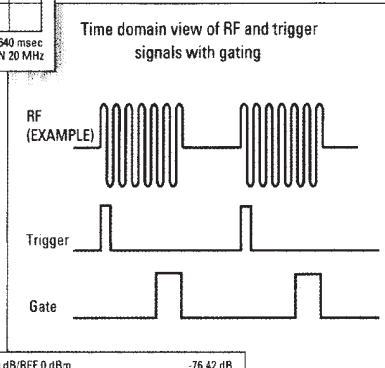 640 msec
N 20 MHz
Time domain view of RF and trigger
signals with gating
RF
(EXAMPLE)
Trigger
Gate
dB/REF 0 dBm
-76.42 dB